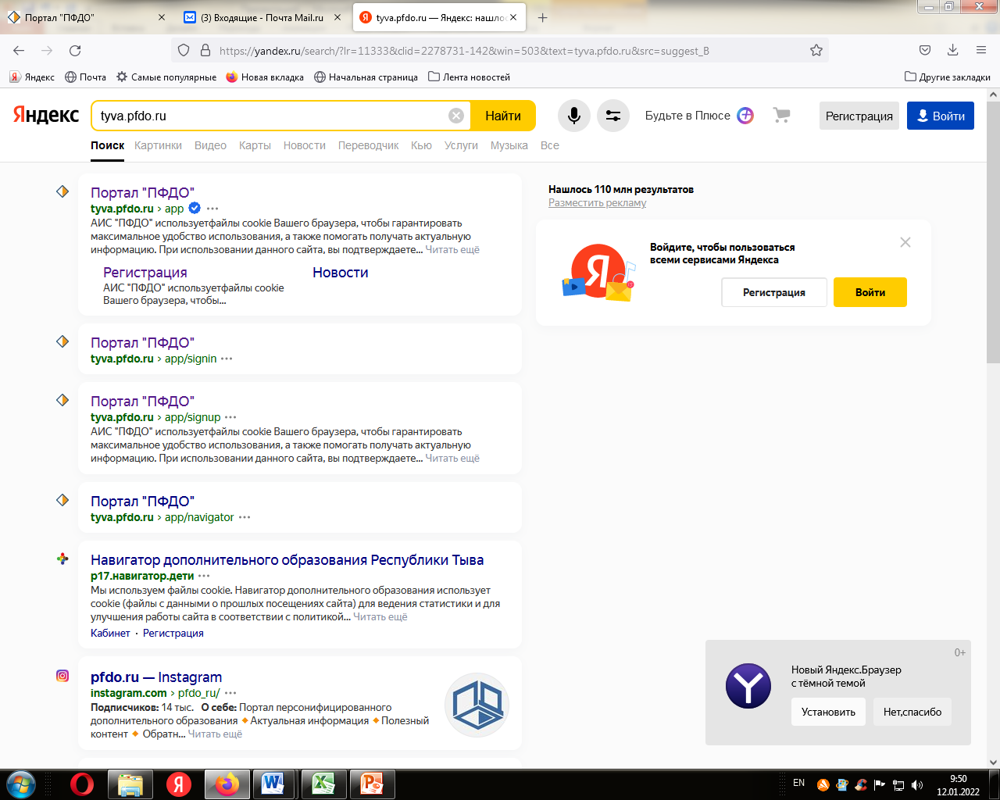 Портал "ПФДО"
(3) Входящие - Почта Mail.ru
tyva.pfdo.ru — Яндекс: нашло
https://yandex.ru/search/?lr=11333&clid=2278731-142&win=503&text=tyva.pfdo.ru&src=suggest_B
Яндекс
Почта
Самые популярные
Новая вкладка
Начальная страница
Лента новостей
Другие закладки
Яндекс
tyva.pfdo.ru
Найти
Будьте в Плюсе
Регистрация
Войти
Поиск Картинки Видео Карты Новости Переводчик Кью Услуги Музыка Все
Портал "ПФДО"
tyva.pfdo.ru › app
АИС "ПФДО" используетфайлы cookie Вашего браузера, чтобы гарантировать
максимальное удобство использования, а также помогать получать актуальную
информацию. При использовании данного сайта, вы подтверждаете... Читать ещё
Регистрация
АИС "ПФДО" используетфайлы cookie
Вашего браузера, чтобы...
Новости
Портал "ПФДО"
tyva.pfdo.ru › app/signin
Портал "ПФДО"
tyva.pfdo.ru › app/signup
АИС "ПФДО" используетфайлы cookie Вашего браузера, чтобы гарантировать
максимальное удобство использования, а также помогать получать актуальную
информацию. При использовании данного сайта, вы подтверждаете... Читать ещё
Портал "ПФДО"
tyva.pfdo.ru › app/navigator
Навигатор дополнительного образования Республики Тыва
р17.навигатор.дети
Мы используем файлы cookie. Навигатор дополнительного образования использует
cookie (файлы с данными о прошлых посещениях сайта) для ведения статистики и для
улучшения работы сайта в соответствии с политикой... Читать ещё
Кабинет · Регистрация
pfdo.ru — Instagram
instagram.com › pfdo_ru/
Подписчиков: 14 тыс. О себе: Портал персонифицированного
дополнительного образования 🔸Актуальная информация 🔸Полезный
контент 🔸 Обратн... Читать ещё
Нашлось 110 млн результатов
Разместить рекламу
Войдите, чтобы пользоваться
всеми сервисами Яндекса
Регистрация
Войти
0+
Новый Яндекс.Браузер
с тёмной темой
Установить
Нет,спасибо
EN
9:50
12.01.2022